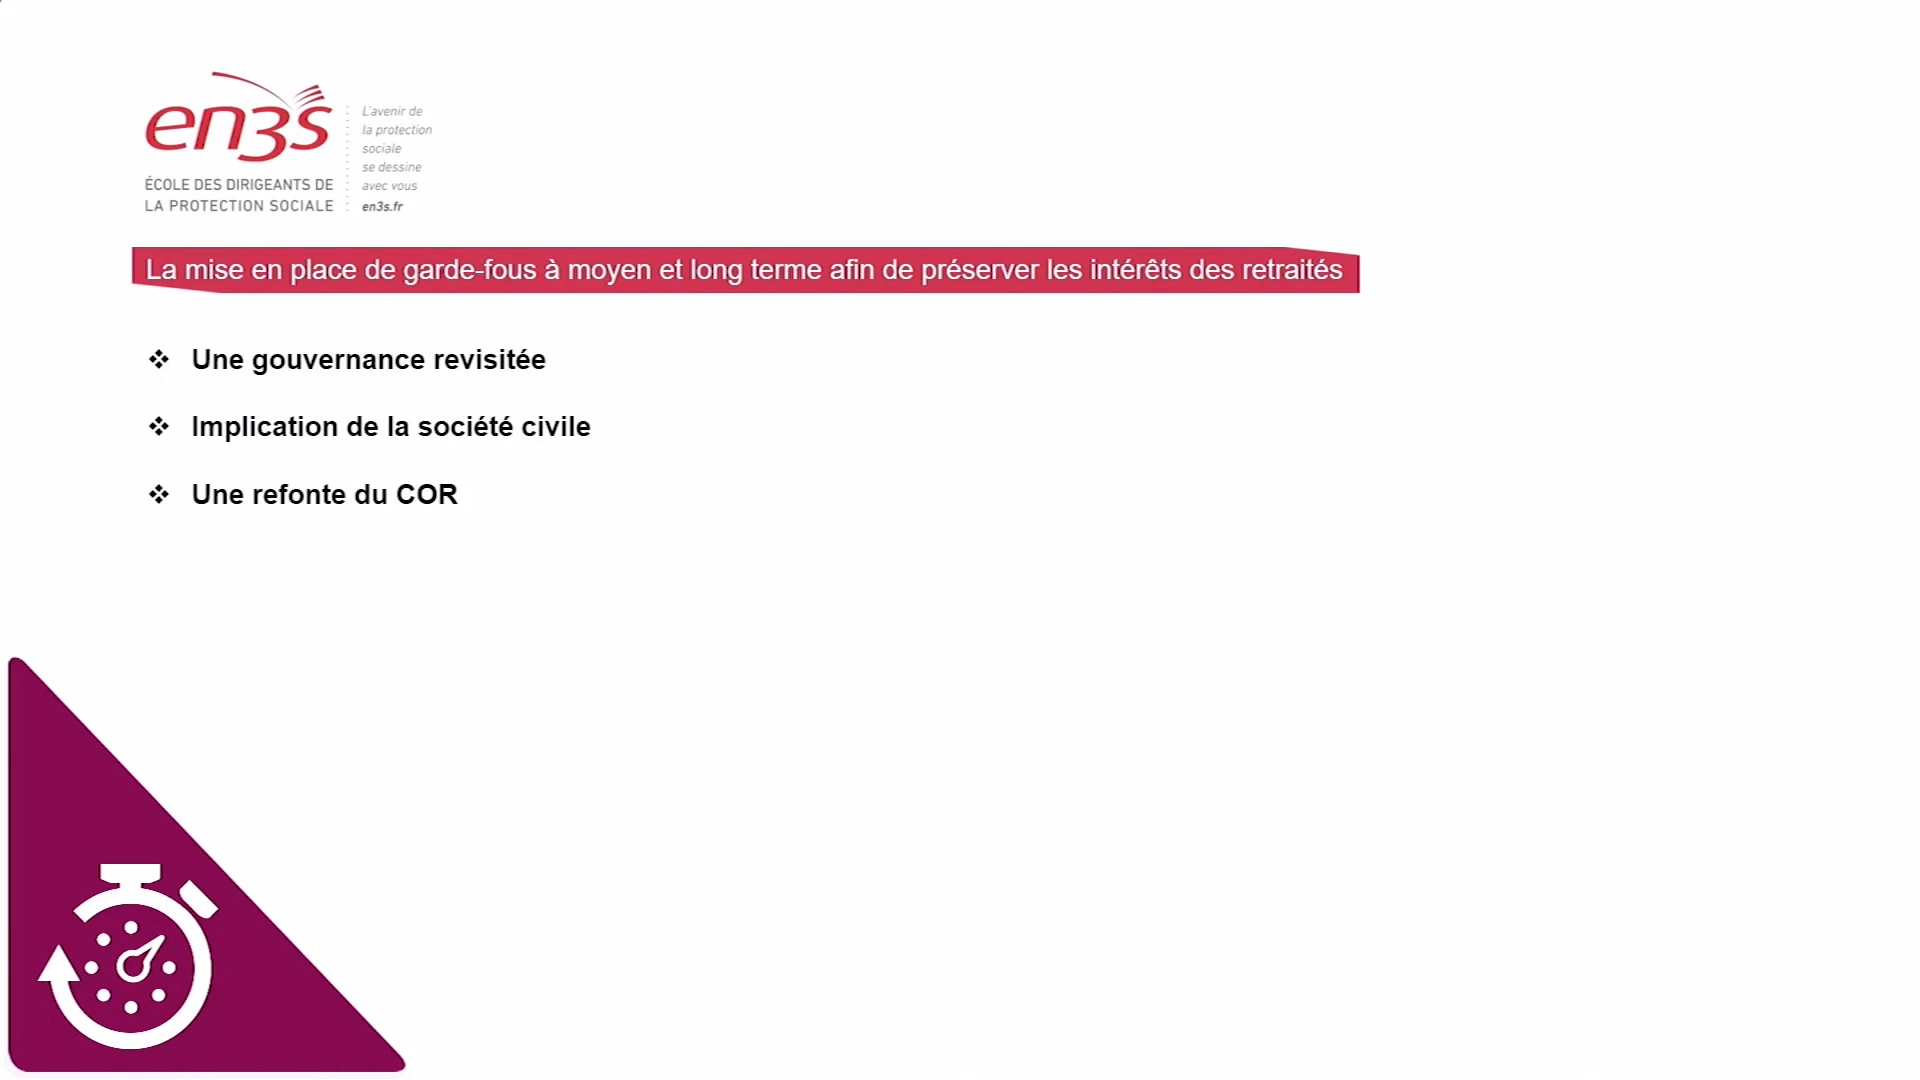 en3s
ÉCOLE DES DIRIGEANTS DE
LA PROTECTION SOCIALE
L'avenir de
la protection
sociale
se dessine
avec vous
en3s.fr
La mise en place de garde-fous à moyen et long terme afin de préserver les intérêts des retraités
Une gouvernance revisitée
Implication de la société civile
Une refonte du COR